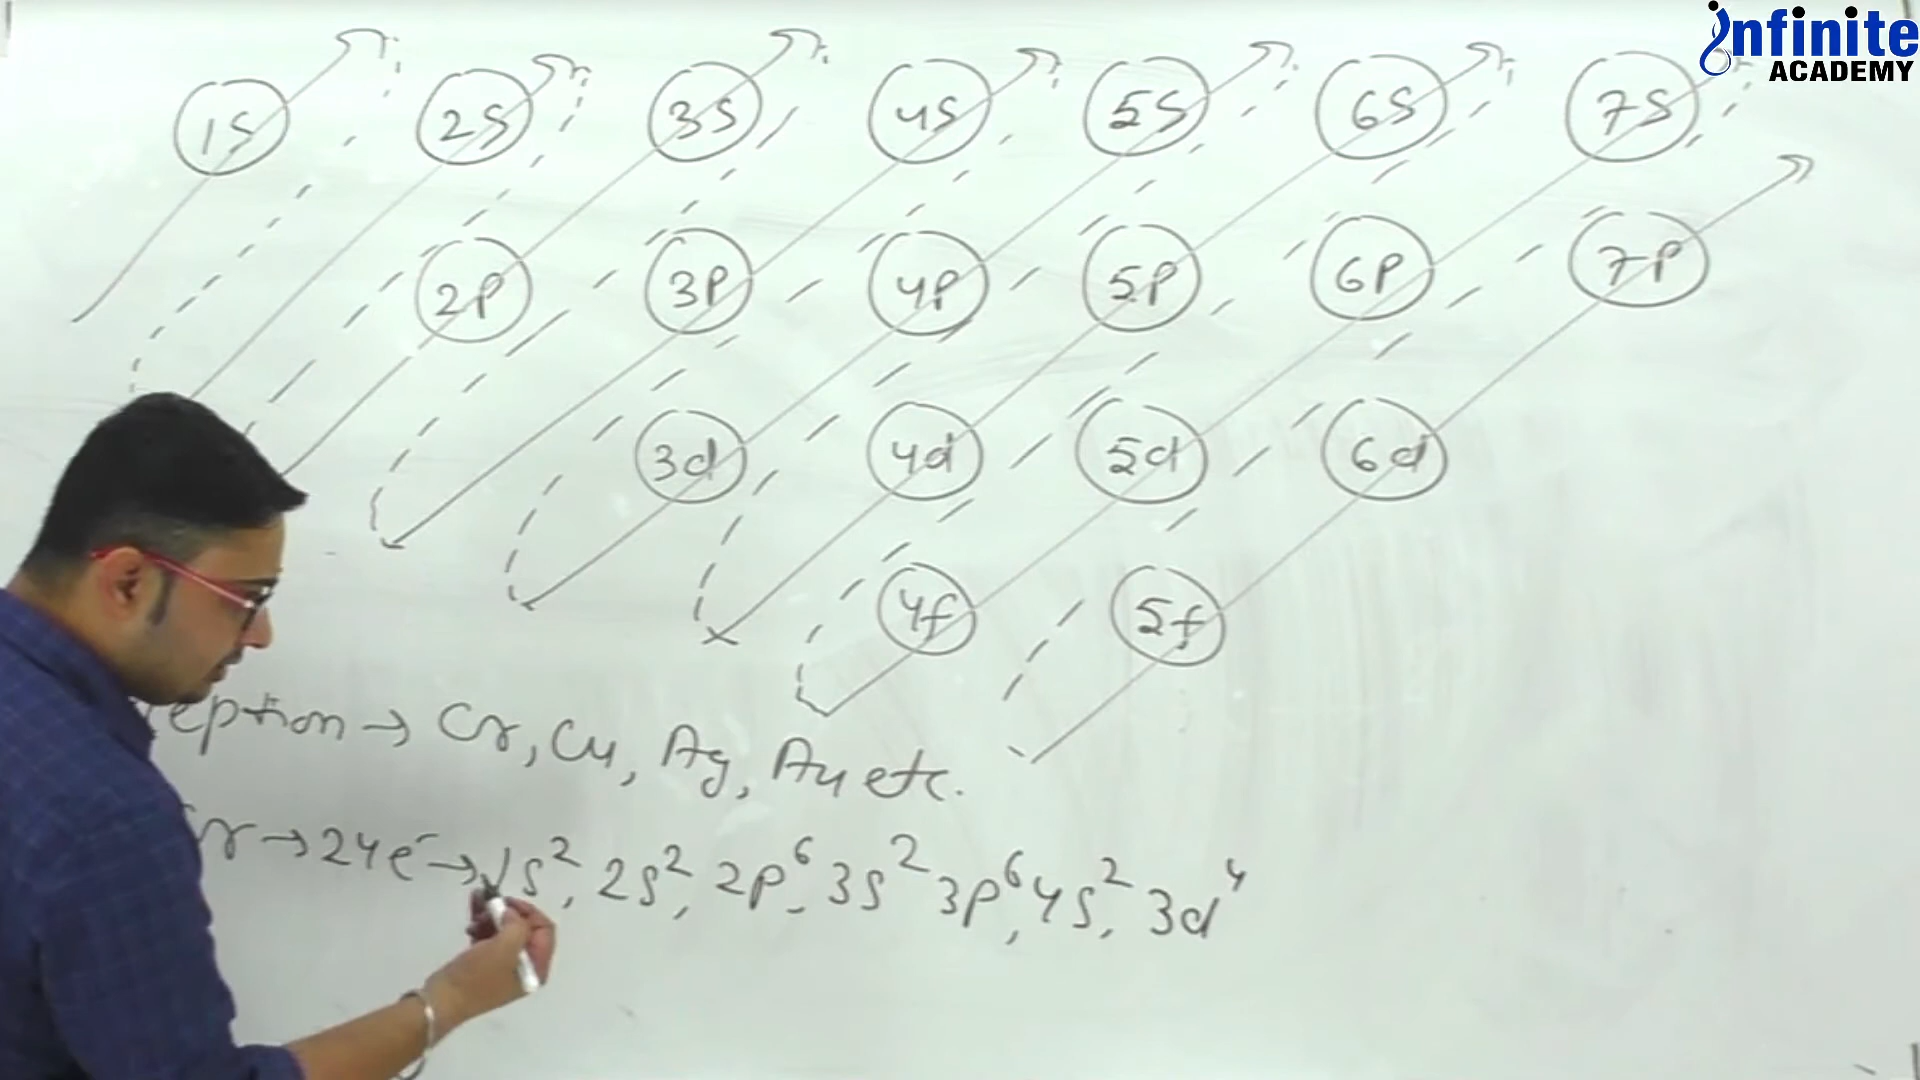 infinite
ACADEMY
1S 2S 3S 4S 5S 6S 7S
2P 3P 4P 5P 6P 7P
3d 4d 5d 6d
4f 5f
eption → Cr, Cu, Ag, Au etc.
Cr → 24e⁻ → 1S², 2S², 2P⁶ 3S² 3P⁶, 4S², 3d⁴